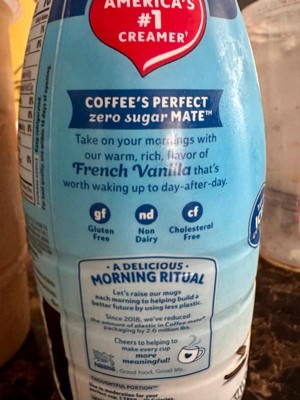 AMERICA'S
#1
CREAMER†
COFFEE'S PERFECT
zero sugar MATE™
Take on your mornings with
our warm, rich, flavor of
French Vanilla that's
worth waking up to day-after-day.
gf
Gluten
Free
nd
Non
Dairy
cf
Cholesterol
Free
• A DELICIOUS •
MORNING RITUAL
Let's raise our mugs
each morning to helping build a
better future by using less plastic.
Since 2018, we've reduced
the amount of plastic in Coffee mate®
packaging by 2.6 million lbs.
Cheers to helping to
make every cup
more
meaningful!
Nestlé
Good Food, Good Life
THOUGHTFUL PORTION™